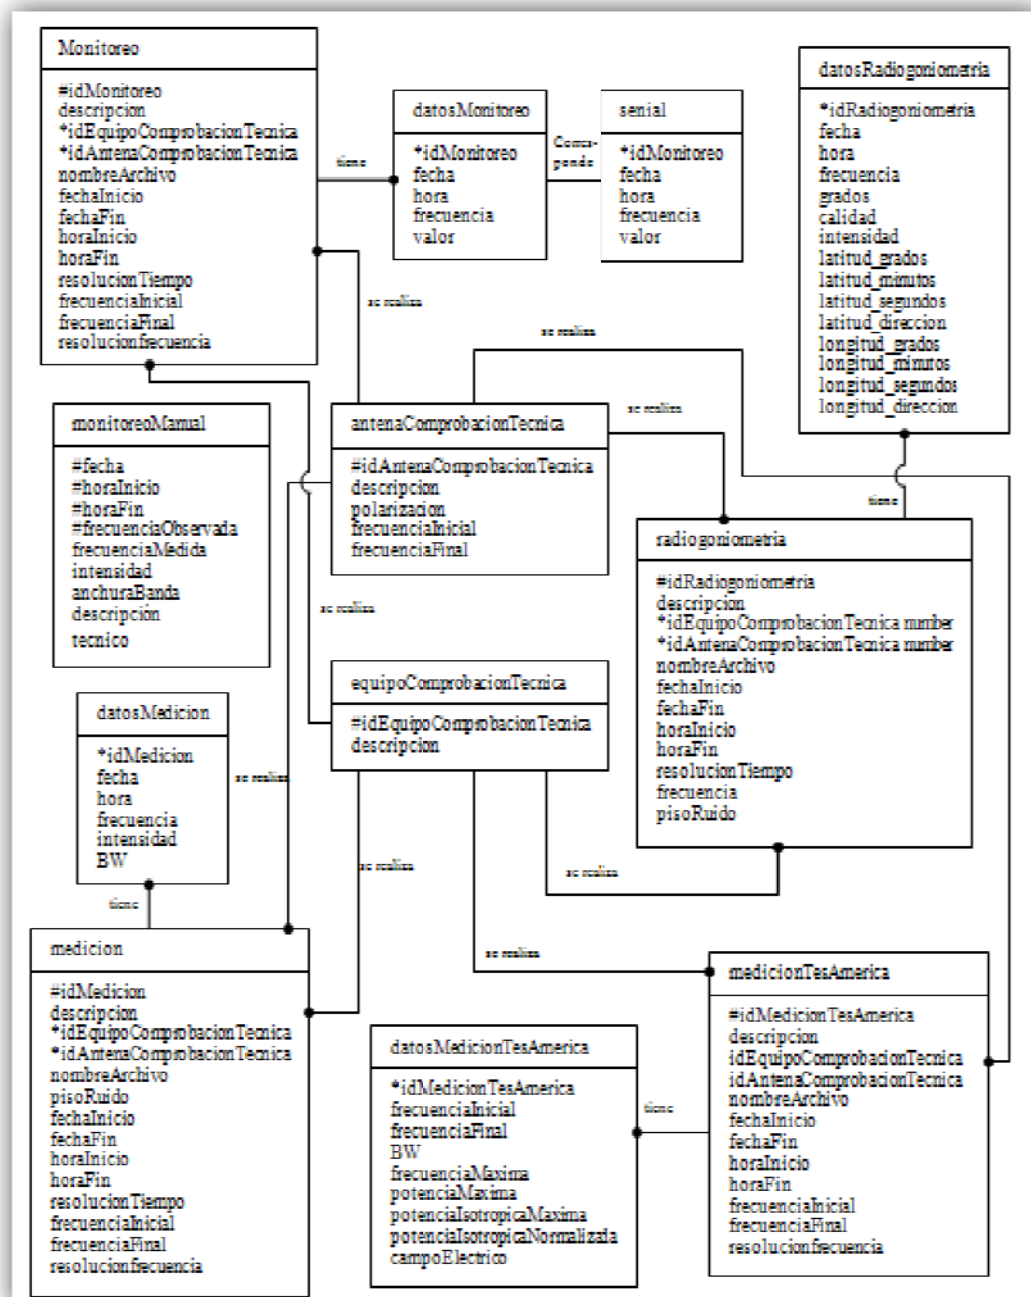 Monitoreo
#idMonitoreo
descripcion
*idEquipoComprobacionTecnica
*idAntenaComprobacionTecnica
nombreArchivo
fechaInicio
fechaFin
horaInicio
horaFin
resolucionTiempo
frecuenciaInicial
frecuenciaFinal
resolucionfrecuencia
tiene
datosMonitoreo
*idMonitoreo
fecha
hora
frecuencia
valor
Corres-
ponde
senial
*idMonitoreo
fecha
hora
frecuencia
valor
datosRadiogoniometria
*idRadiogoniometria
fecha
hora
frecuencia
grados
calidad
intensidad
latitud_grados
latitud_minutos
latitud_segundos
latitud_direccion
longitud_grados
longitud_minutos
longitud_segundos
longitud_direccion
se realiza
se realiza
se realiza
tiene
monitoreoManual
#fecha
#horaInicio
#horaFin
#frecuenciaObservada
frecuenciaMedida
intensidad
anchuraBanda
descripción
tecnico
antenaComprobacionTecnica
#idAntenaComprobacionTecnica
descripcion
polarizacion
frecuenciaInicial
frecuenciaFinal
se realiza
radiogoniometria
#idRadiogoniometria
descripcion
*idEquipoComprobacionTecnica number
*idAntenaComprobacionTecnica number
nombreArchivo
fechaInicio
fechaFin
horaInicio
horaFin
resolucionTiempo
frecuencia
pisoRuido
equipoComprobacionTecnica
#idEquipoComprobacionTecnica
descripcion
datosMedicion
*idMedicion
fecha
hora
frecuencia
intensidad
BW
se realiza
se realiza
se realiza
tiene
se realiza
medicion
#idMedicion
descripcion
*idEquipoComprobacionTecnica
*idAntenaComprobacionTecnica
nombreArchivo
pisoRuido
fechaInicio
fechaFin
horaInicio
horaFin
resolucionTiempo
frecuenciaInicial
frecuenciaFinal
resolucionfrecuencia
datosMedicionTesAmerica
*idMedicionTesAmerica
frecuenciaInicial
frecuenciaFinal
BW
frecuenciaMaxima
potenciaMaxima
potenciaIsotropicaMaxima
potenciaIsotropicaNormalizada
campoElectrico
tiene
medicionTesAmerica
#idMedicionTesAmerica
descripcion
idEquipoComprobacionTecnica
idAntenaComprobacionTecnica
nombreArchivo
fechaInicio
fechaFin
horaInicio
horaFin
frecuenciaInicial
frecuenciaFinal
resolucionfrecuencia